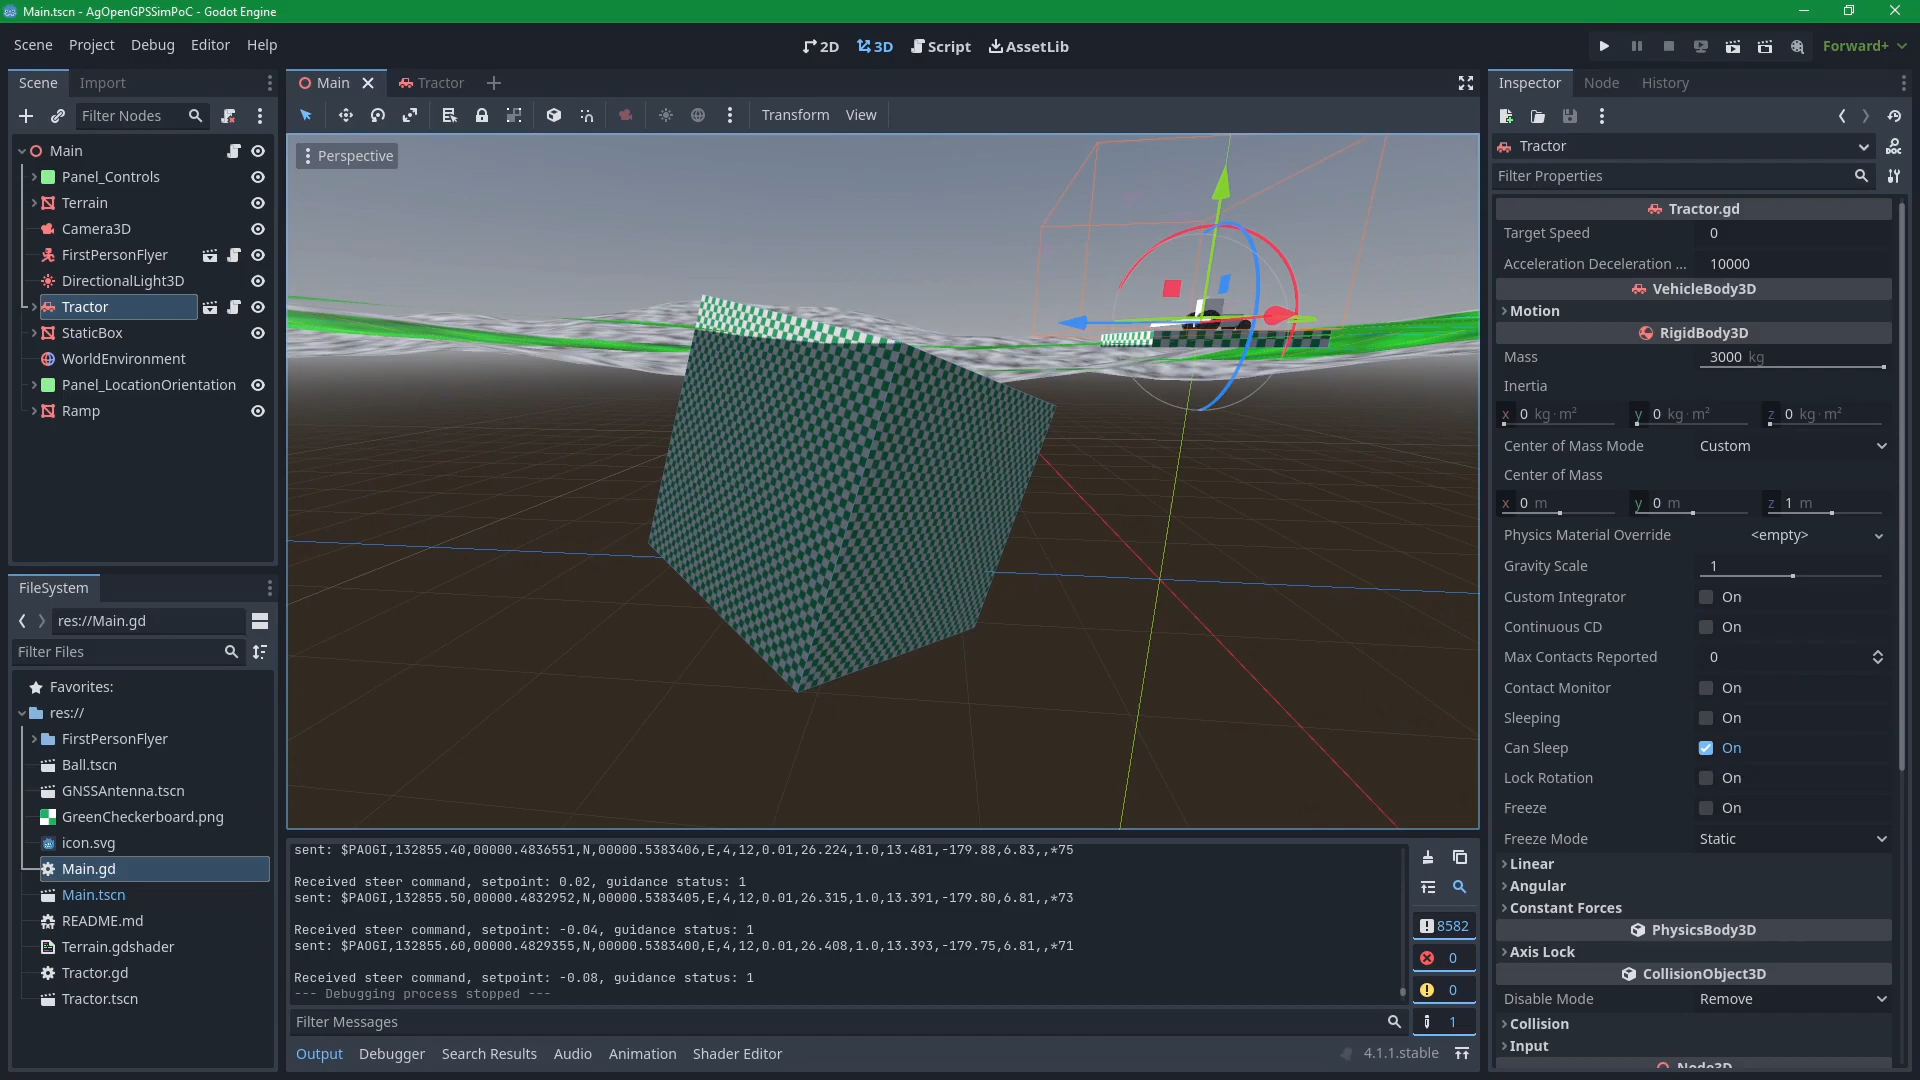 Main.tscn - AgOpenGPSSimPoC - Godot Engine
Scene Project Debug Editor Help
2D 3D Script AssetLib
Forward+
Scene Import
Filter Nodes
Main
Panel_Controls
Terrain
Camera3D
FirstPersonFlyer
DirectionalLight3D
Tractor
StaticBox
WorldEnvironment
Panel_LocationOrientation
Ramp
FileSystem
res://Main.gd
Filter Files
Favorites:
res://
FirstPersonFlyer
Ball.tscn
GNSSAntenna.tscn
GreenCheckerboard.png
icon.svg
Main.gd
Main.tscn
README.md
Terrain.gdshader
Tractor.gd
Tractor.tscn
Main Tractor
Transform View
Perspective
sent: $PAOGI,132855.40,00000.4836551,N,00000.5383406,E,4,12,0.01,26.224,1.0,13.481,-179.88,6.83,,*75
Received steer command, setpoint: 0.02, guidance status: 1
sent: $PAOGI,132855.50,00000.4832952,N,00000.5383405,E,4,12,0.01,26.315,1.0,13.391,-179.80,6.81,,*73
Received steer command, setpoint: -0.04, guidance status: 1
sent: $PAOGI,132855.60,00000.4829355,N,00000.5383400,E,4,12,0.01,26.408,1.0,13.393,-179.75,6.81,,*71
Received steer command, setpoint: -0.08, guidance status: 1
--- Debugging process stopped ---
8582
0
0
1
Filter Messages
Output Debugger Search Results Audio Animation Shader Editor
4.1.1.stable
Inspector Node History
Tractor
DOC
Filter Properties
Tractor.gd
Target Speed 0
Acceleration Deceleration ... 10000
VehicleBody3D
Motion
RigidBody3D
Mass 3000 kg
Inertia
x 0 kg·m² y 0 kg·m² z 0 kg·m²
Center of Mass Mode Custom
Center of Mass
x 0 m y 0 m z 1 m
Physics Material Override <empty>
Gravity Scale 1
Custom Integrator On
Continuous CD On
Max Contacts Reported 0
Contact Monitor On
Sleeping On
Can Sleep On
Lock Rotation On
Freeze On
Freeze Mode Static
Linear
Angular
Constant Forces
PhysicsBody3D
Axis Lock
CollisionObject3D
Disable Mode Remove
Collision
Input
Node3D